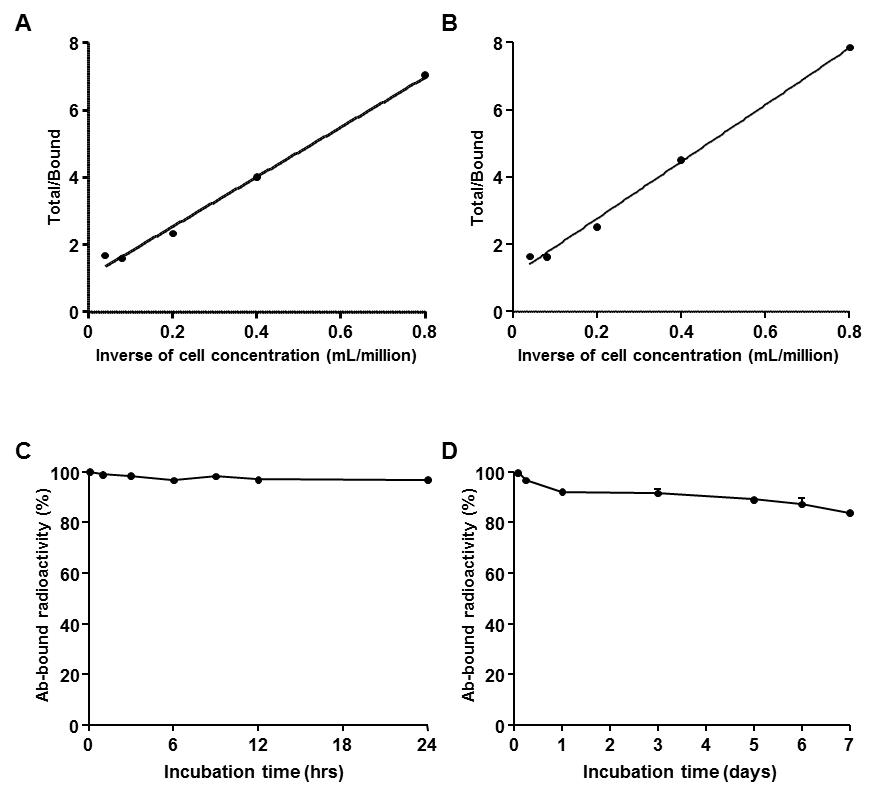 A
8
6
4
2
0
Total/Bound
0 0.2 0.4 0.6 0.8
Inverse of cell concentration (mL/million)
B
8
6
4
2
0
Total/Bound
0 0.2 0.4 0.6 0.8
Inverse of cell concentration (mL/million)
C
100
80
60
40
20
0
Ab-bound radioactivity (%)
0 6 12 18 24
Incubation time (hrs)
D
100
80
60
40
20
0
Ab-bound radioactivity (%)
0 1 2 3 4 5 6 7
Incubation time (days)